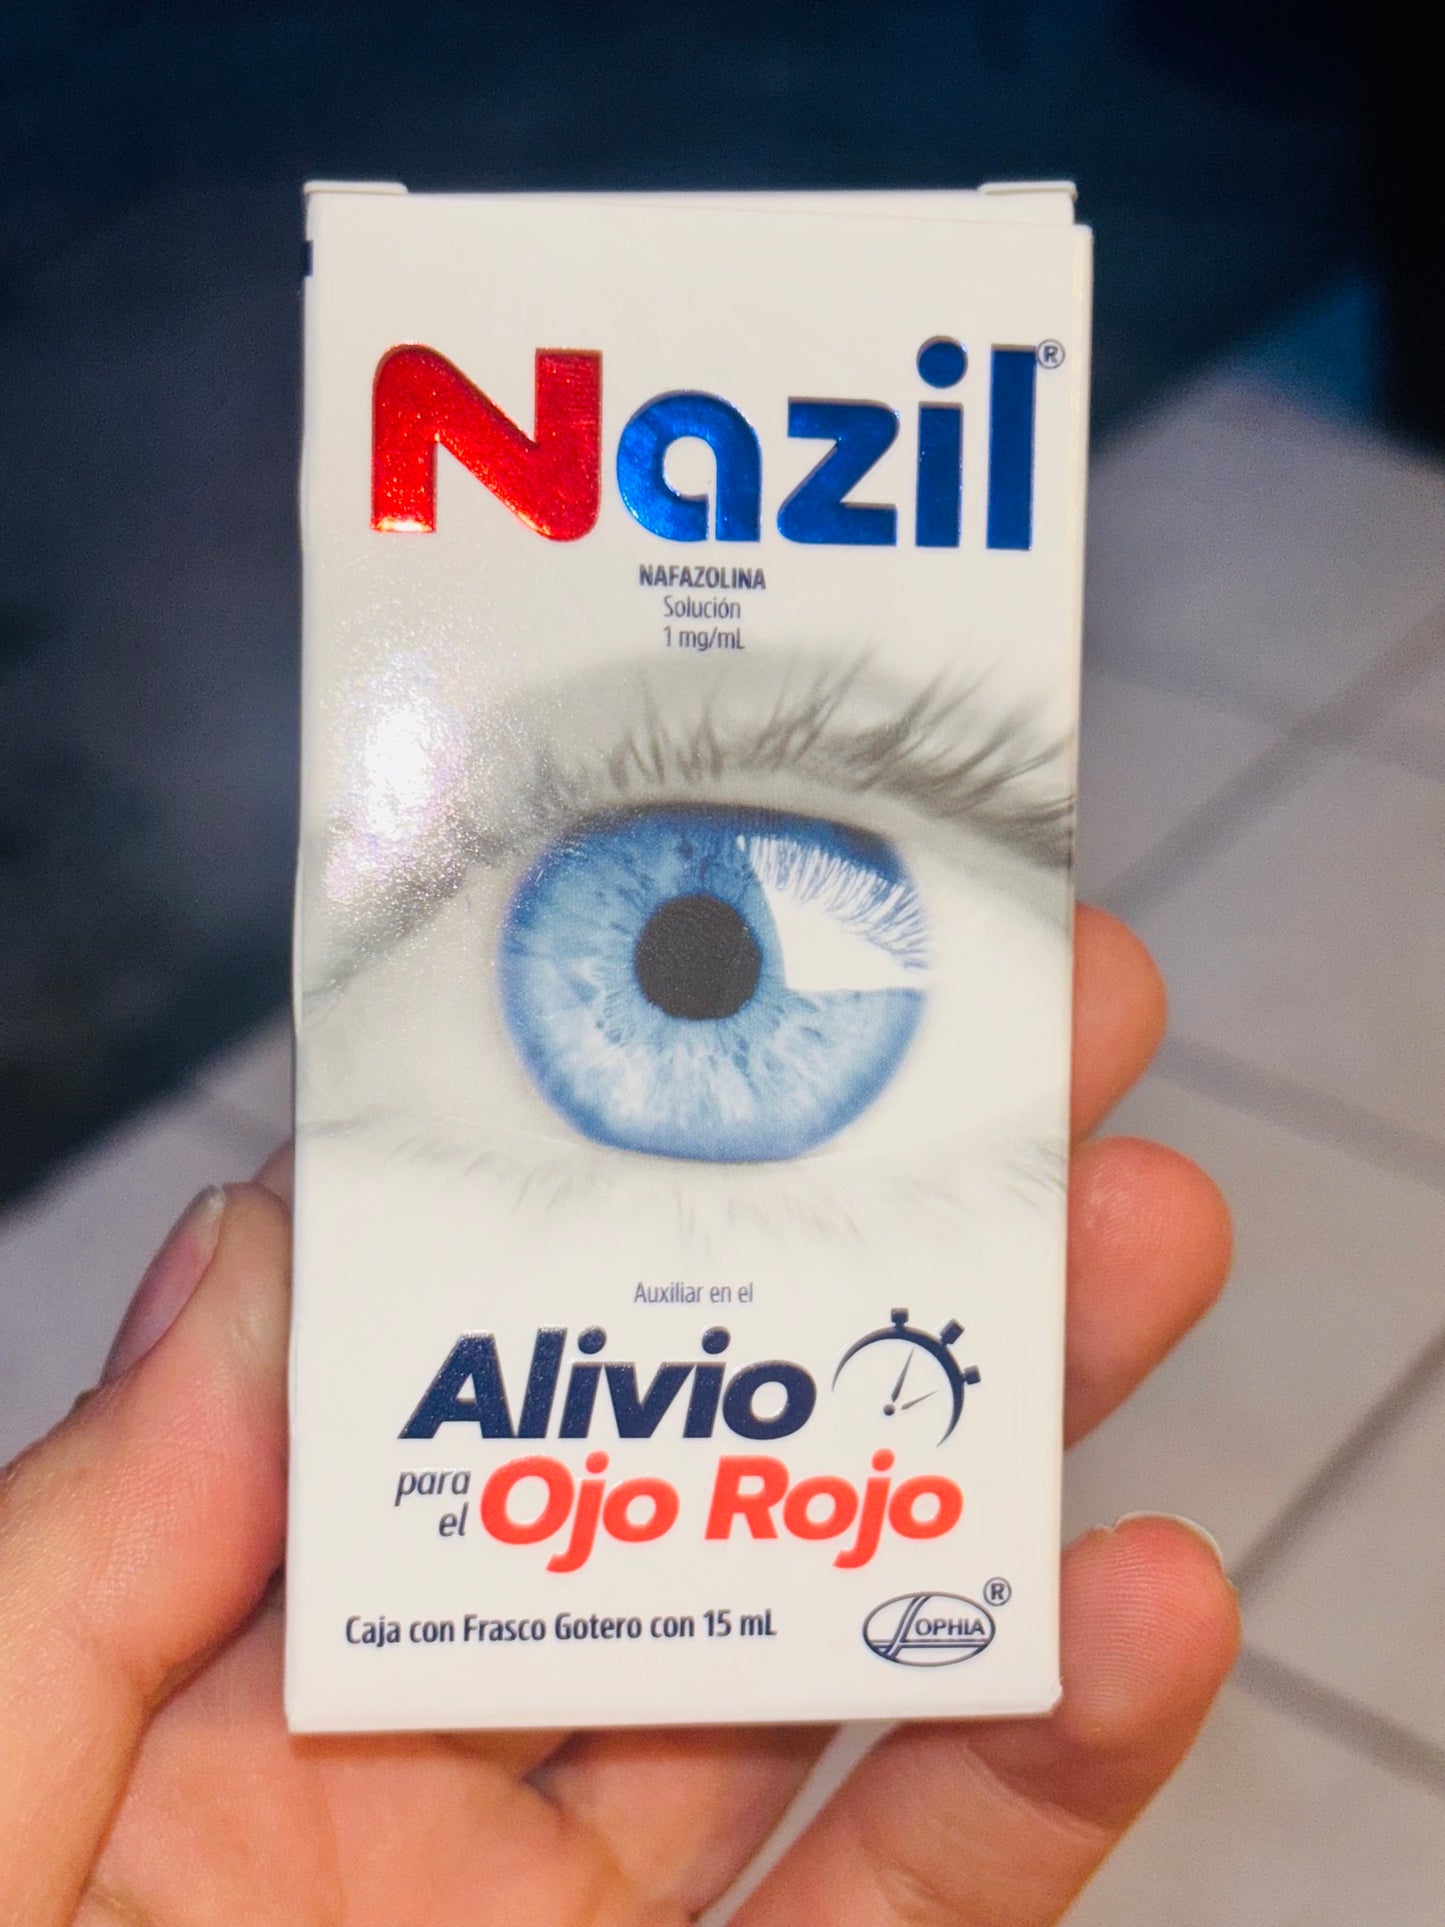 Nazil®
NAFAZOLINA
Solución
1 mg/mL
Auxiliar en el
Alivio
para el Ojo Rojo
Caja con Frasco Gotero con 15 mL
SOPHIA®